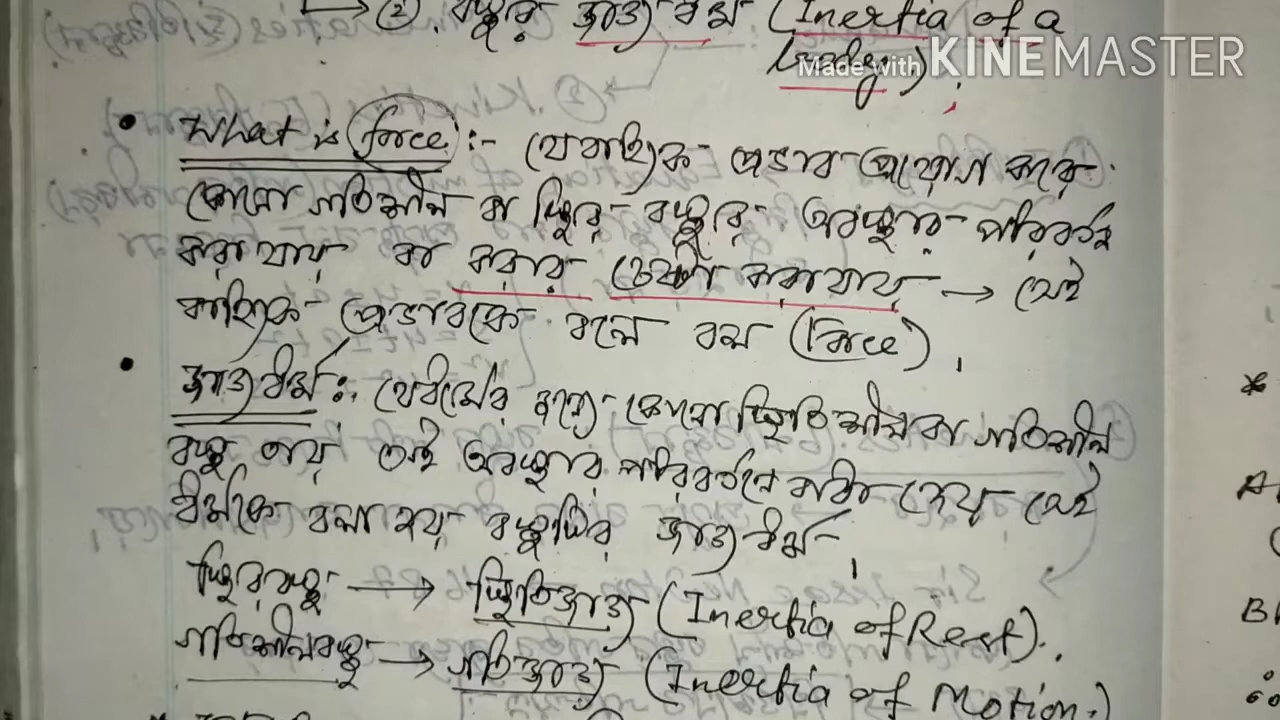 → ②. বস্তুর জাড্য ধর্ম (Inertia of a
body).
Made with KINEMASTER
• What is force :- যে বাহ্যিক প্রভাব প্রয়োগ করে
কোনো গতিশীল বা স্থির বস্তুর অবস্থার পরিবর্তন
করা যায় বা করার চেষ্টা করা যায় → সেই
বাহ্যিক প্রভাবকে বলে বল (Force) ।
• জাড্য ধর্ম :. যে ধর্মের জন্যে কোনো স্থিতিশীল বা গতিশীল
বস্তু তার সেই অবস্থার পরিবর্তনে বাধা দেয় সেই
ধর্মকে বলা হয় বস্তুটির জাড্য ধর্ম ।
স্থির বস্তু → স্থিতিজাড্য (Inertia of Rest).
গতিশীল বস্তু → গতিজাড্য (Inertia of Motion.)
*
A
B